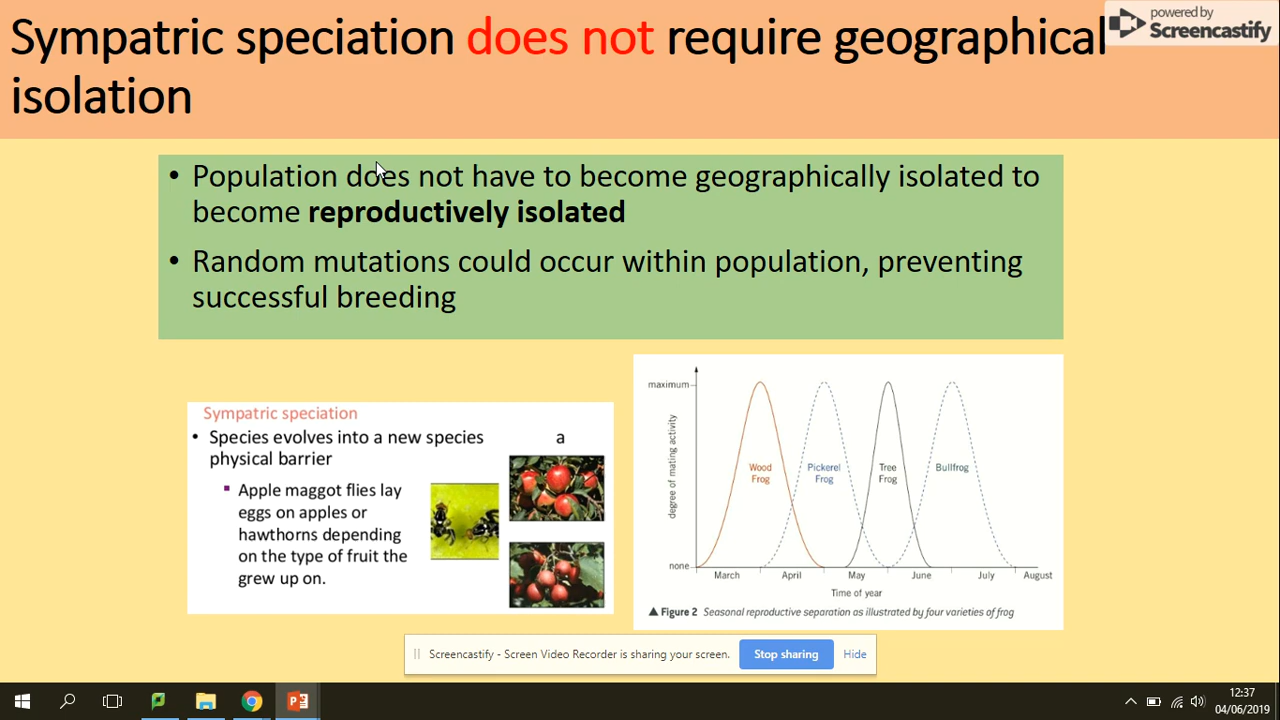 Sympatric speciation does not require geographical
isolation
powered by
Screencastify
• Population does not have to become geographically isolated to
become reproductively isolated
• Random mutations could occur within population, preventing
successful breeding
Sympatric speciation
• Species evolves into a new species a
physical barrier
▪ Apple maggot flies lay
eggs on apples or
hawthorns depending
on the type of fruit the
grew up on.
maximum
degree of mating activity
none
Wood
Frog
Pickerel
Frog
Tree
Frog
Bullfrog
March April May June July August
Time of year
▲ Figure 2 Seasonal reproductive separation as illustrated by four varieties of frog
Screencastify - Screen Video Recorder is sharing your screen. Stop sharing Hide
12:37
04/06/2019